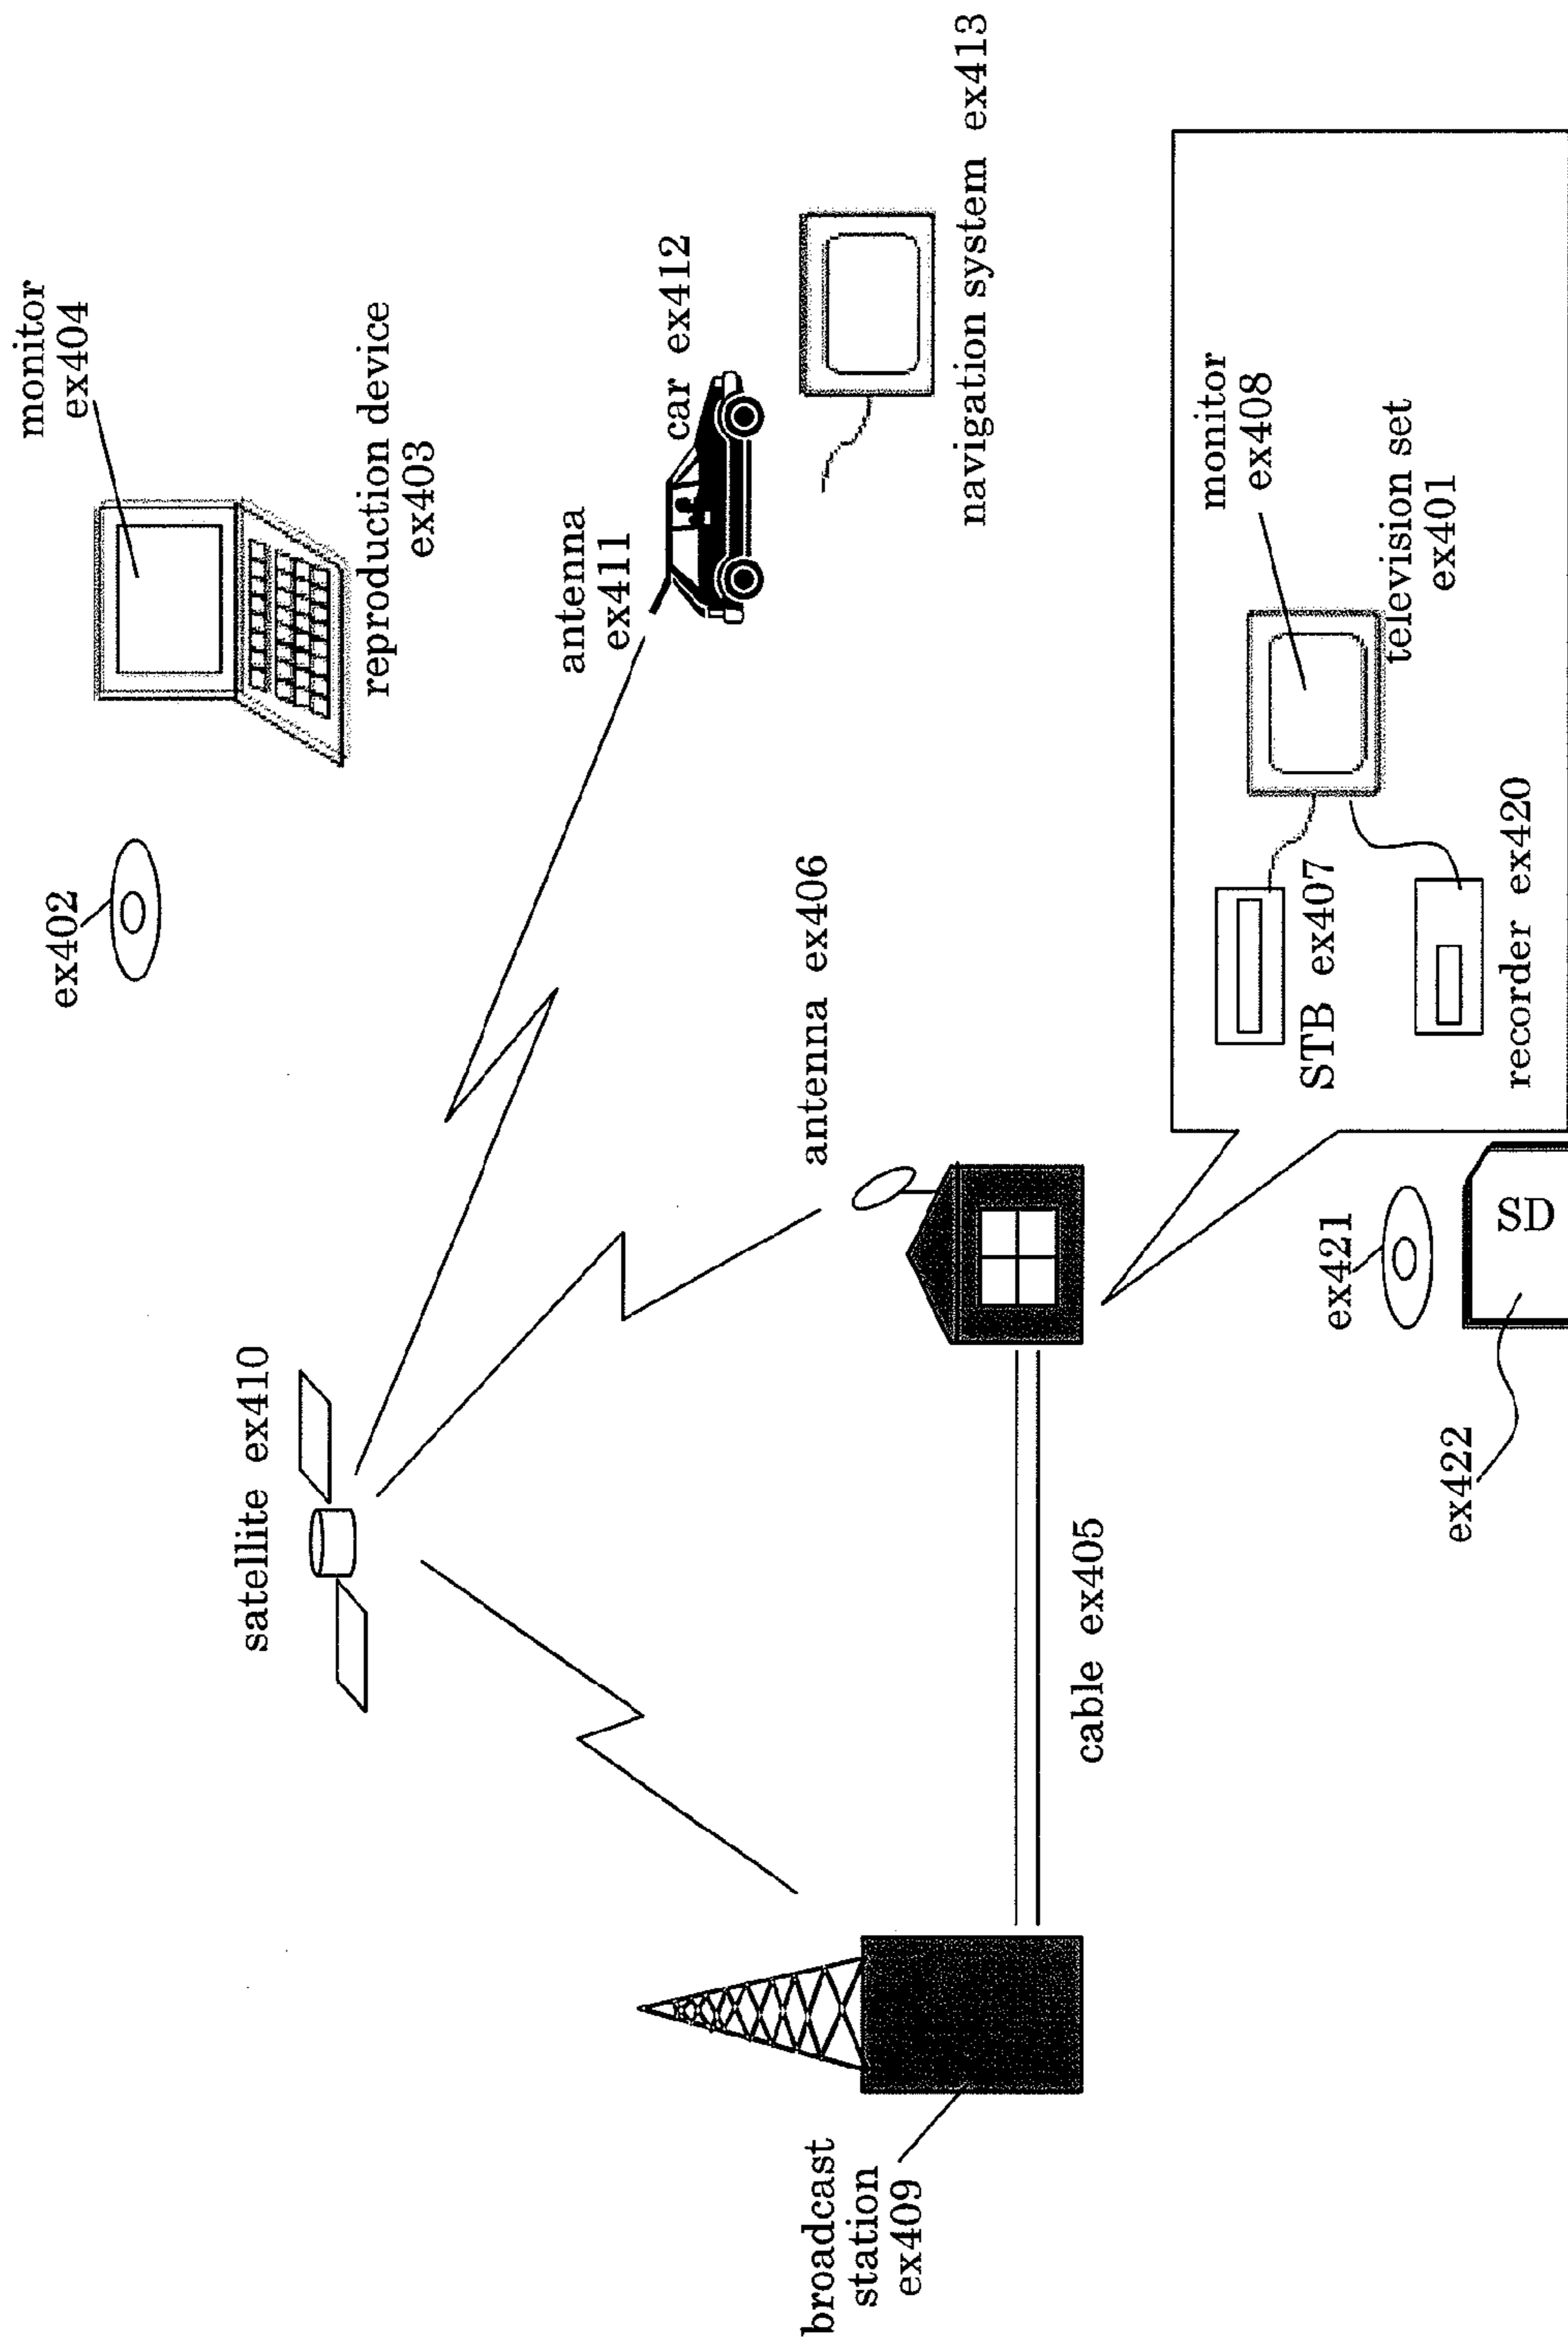 monitor
ex404
ex402
reproduction device
ex403
satellite ex410
antenna
ex411
car ex412
antenna ex406
navigation system ex413
broadcast
station
ex409
cable ex405
monitor
ex408
STB ex407
television set
ex401
recorder ex420
ex421
SD
ex422